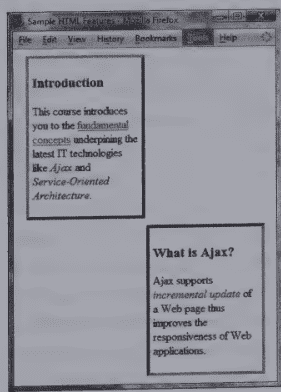 Sample HTML Features - Mozilla Firefox
File Edit View History Bookmarks Tools Help
Introduction
This course introduces
you to the fundamental
concepts underpining the
latest IT technologies
like Ajax and
Service-Oriented
Architecture.
What is Ajax?
Ajax supports
incremental update of
a Web page thus
improves the
responsiveness of Web
applications.